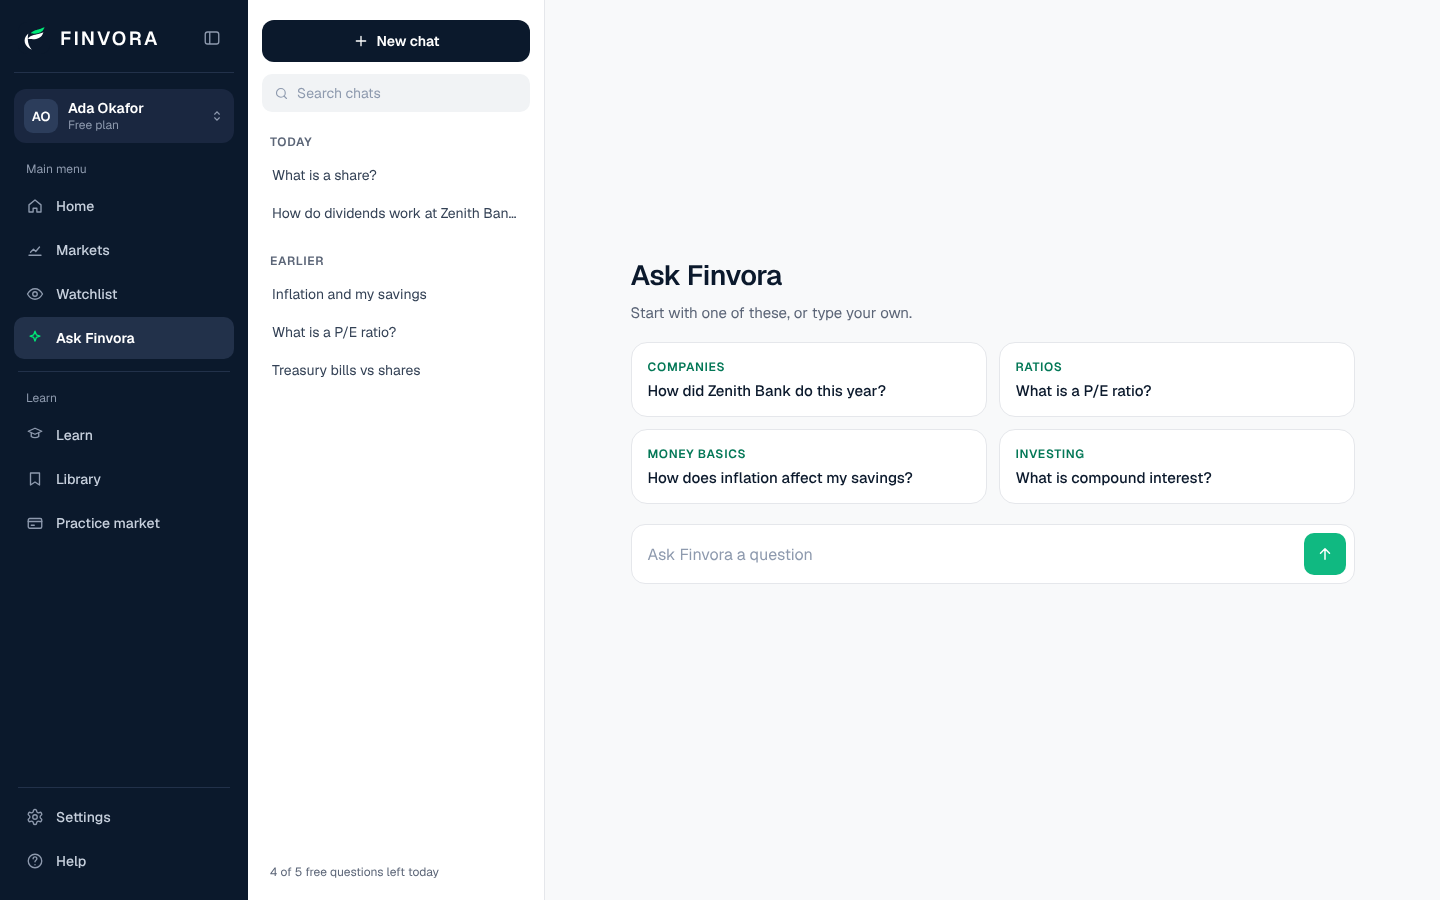 FINVORA
AO
Ada Okafor
Free plan
Main menu
Home
Markets
Watchlist
Ask Finvora
Learn
Learn
Library
Practice market
Settings
Help
New chat
Search chats
TODAY
What is a share?
How do dividends work at Zenith Ban...
EARLIER
Inflation and my savings
What is a P/E ratio?
Treasury bills vs shares
4 of 5 free questions left today
Ask Finvora
Start with one of these, or type your own.
COMPANIES
How did Zenith Bank do this year?
RATIOS
What is a P/E ratio?
MONEY BASICS
How does inflation affect my savings?
INVESTING
What is compound interest?
Ask Finvora a question